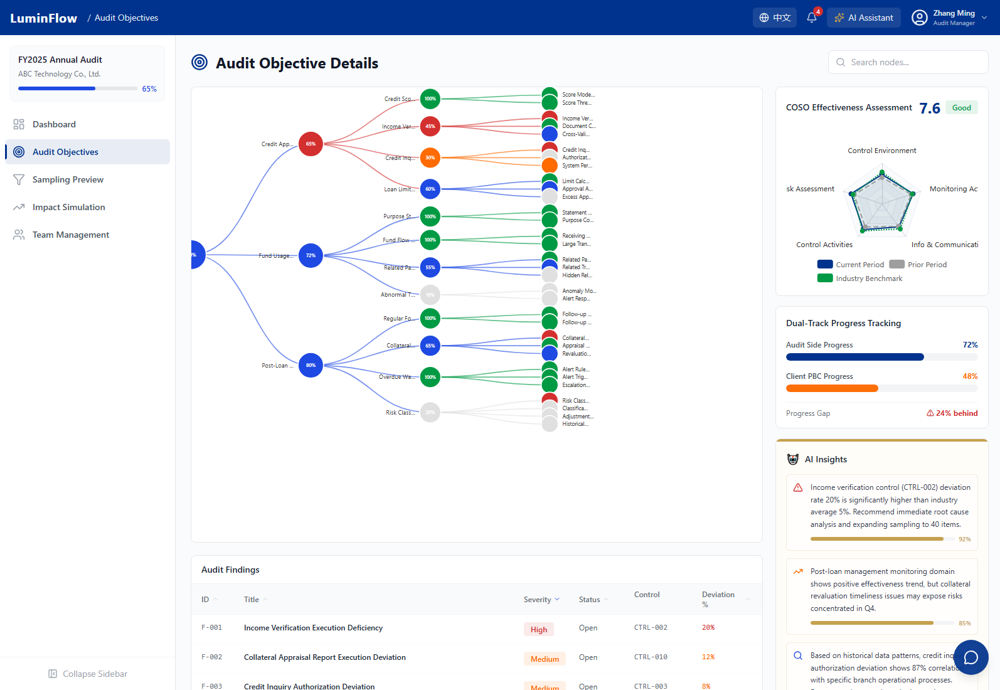 LuminFlow / Audit Objectives
中文
4
AI Assistant
Zhang Ming
Audit Manager
FY2025 Annual Audit
ABC Technology Co., Ltd.
65%
Dashboard
Audit Objectives
Sampling Preview
Impact Simulation
Team Management
Collapse Sidebar
Audit Objective Details
Search nodes...
%
Credit App...
65%
Fund Usage...
72%
Post-Loan ...
80%
Credit Sco...
100%
Income Ver...
45%
Credit Inq...
30%
Loan Limit...
60%
Purpose St...
100%
Fund Flow ...
100%
Related Pa...
55%
Abnormal T...
10%
Regular Fo...
100%
Collateral...
65%
Overdue Wa...
100%
Risk Class...
20%
Score Mode...
Score Thre...
Income Ver...
Document C...
Cross-Vali...
Credit Inq...
Authorizat...
System Per...
Limit Calc...
Approval A...
Excess App...
Statement ...
Purpose Co...
Receiving ...
Large Tran...
Related Pa...
Related Tr...
Hidden Rel...
Anomaly Mo...
Alert Resp...
Follow-up ...
Follow-up ...
Collateral...
Appraisal ...
Revaluatio...
Alert Rule...
Alert Trig...
Escalation...
Risk Class...
Classifica...
Adjustment...
Historical...
Audit Findings
ID
Title
Severity
Status
Control
Deviation
%
F-001 Income Verification Execution Deficiency High Open CTRL-002 20%
F-002 Collateral Appraisal Report Execution Deviation Medium Open CTRL-010 12%
F-003 Credit Inquiry Authorization Deviation Medium Open CTRL-003 8%
COSO Effectiveness Assessment 7.6 Good
Control Environment
sk Assessment
Monitoring Ac
Control Activities
Info & Communicati
Current Period
Prior Period
Industry Benchmark
Dual-Track Progress Tracking
Audit Side Progress 72%
Client PBC Progress 48%
Progress Gap 24% behind
AI Insights
Income verification control (CTRL-002) deviation
rate 20% is significantly higher than industry
average 5%. Recommend immediate root cause
analysis and expanding sampling to 40 items.
92%
Post-loan management monitoring domain
shows positive effectiveness trend, but collateral
revaluation timeliness issues may expose risks
concentrated in Q4.
85%
Based on historical data patterns, credit inqu
authorization deviation shows 87% correlation
with specific branch operational processes.